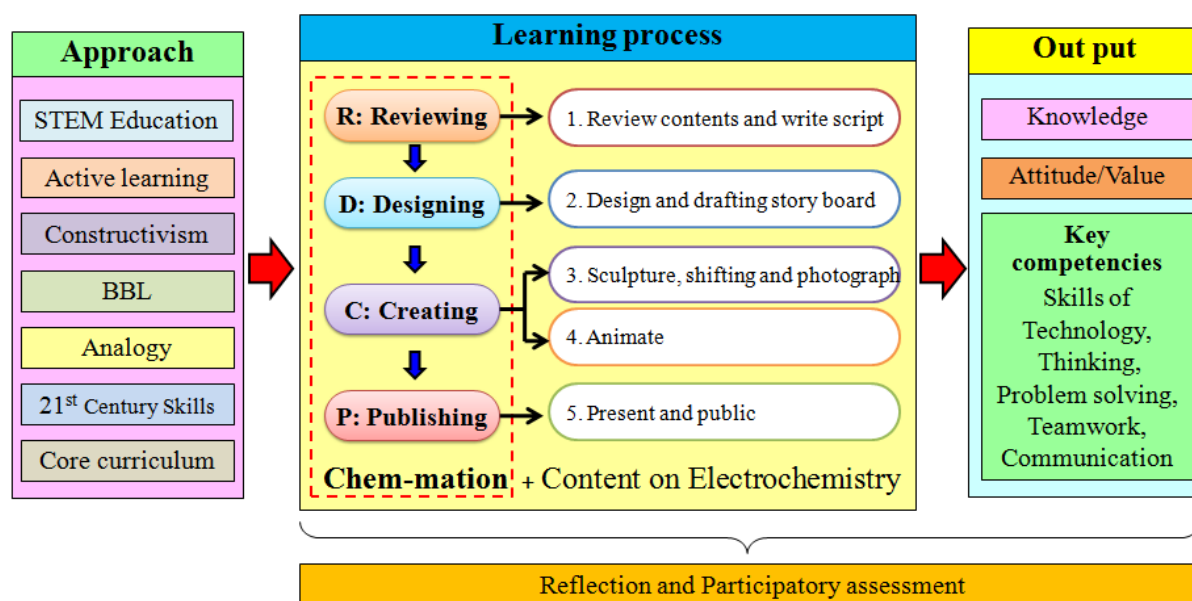 Approach
STEM Education
Active learning
Constructivism
BBL
Analogy
21st Century Skills
Core curriculum
Learning process
R: Reviewing
1. Review contents and write script
D: Designing
2. Design and drafting story board
C: Creating
3. Sculpture, shifting and photograph
4. Animate
P: Publishing
5. Present and public
Chem-mation + Content on Electrochemistry
Out put
Knowledge
Attitude/Value
Key
competencies
Skills of
Technology,
Thinking,
Problem solving,
Teamwork,
Communication
Reflection and Participatory assessment